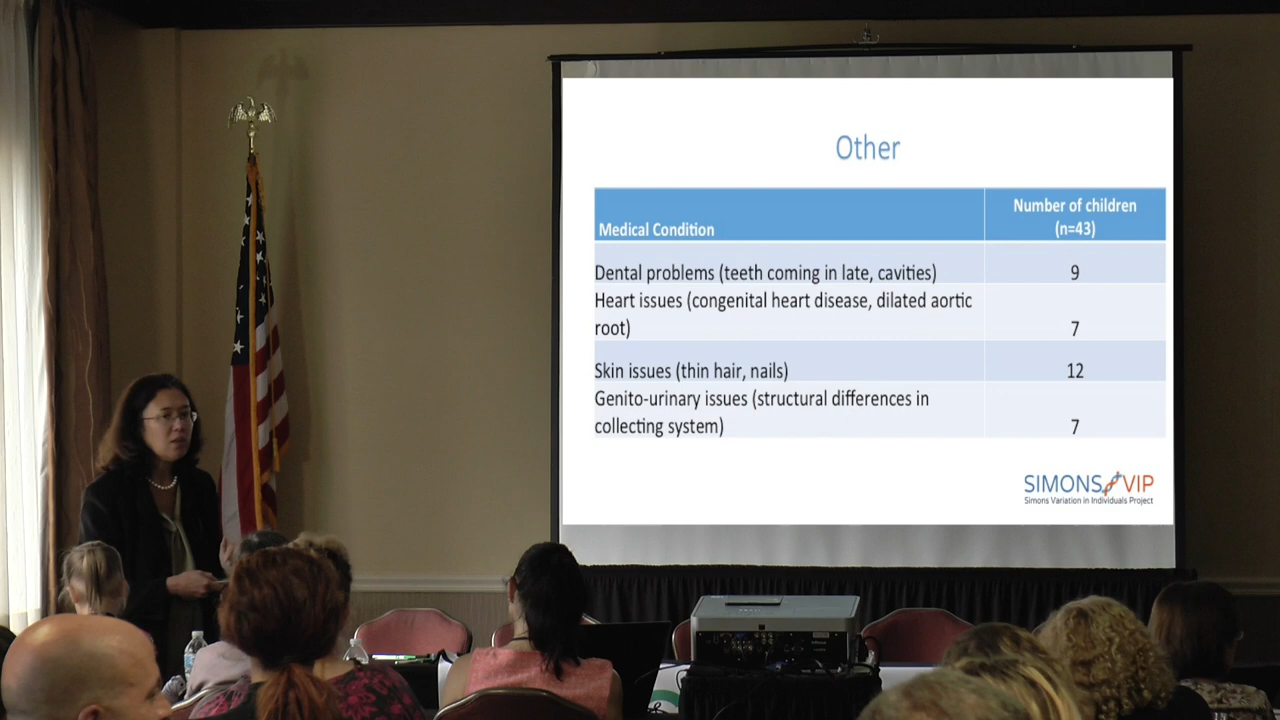 Other
Medical Condition
Number of children
(n=43)
Dental problems (teeth coming in late, cavities)
9
Heart issues (congenital heart disease, dilated aortic
root)
7
Skin issues (thin hair, nails)
12
Genito-urinary issues (structural differences in
collecting system)
7
SIMONS VIP
Simons Variation in Individuals Project